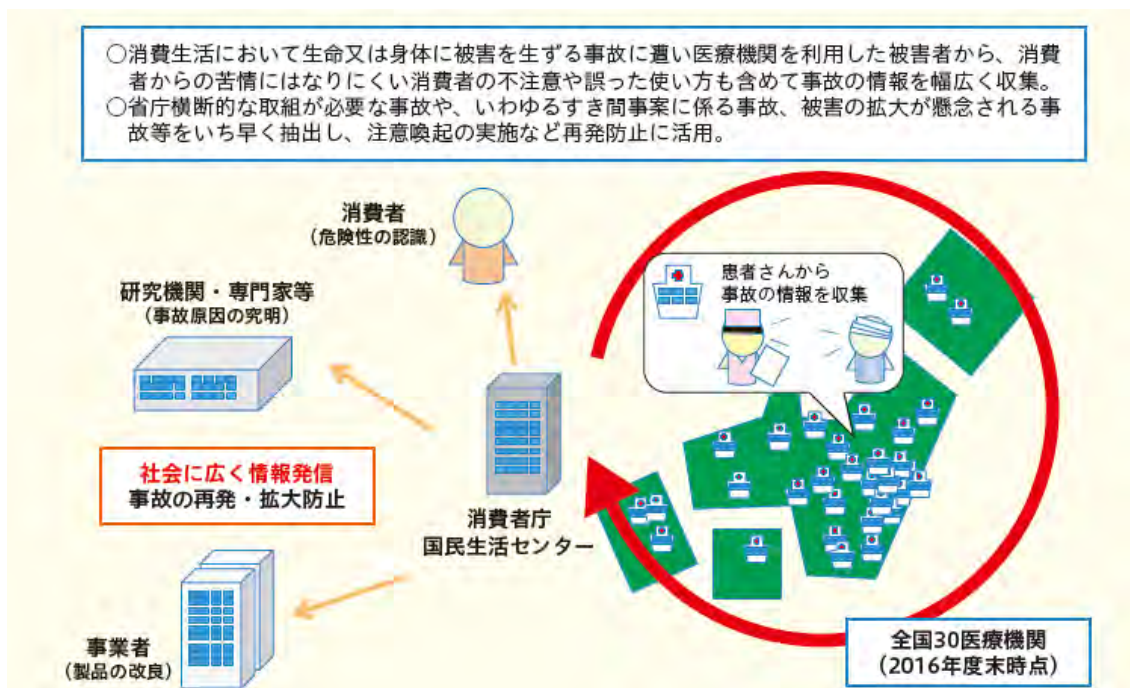 ○消費生活において生命又は身体に被害を生ずる事故に遭い医療機関を利用した被害者から、消費
者からの苦情にはなりにくい消費者の不注意や誤った使い方も含めて事故の情報を幅広く収集。
○省庁横断的な取組が必要な事故や、いわゆるすき間事案に係る事故、被害の拡大が懸念される事
故等をいち早く抽出し、注意喚起の実施など再発防止に活用。
消費者
（危険性の認識）
研究機関・専門家等
（事故原因の究明）
患者さんから
事故の情報を収集
社会に広く情報発信
事故の再発・拡大防止
消費者庁
国民生活センター
事業者
（製品の改良）
全国30医療機関
（2016年度末時点）